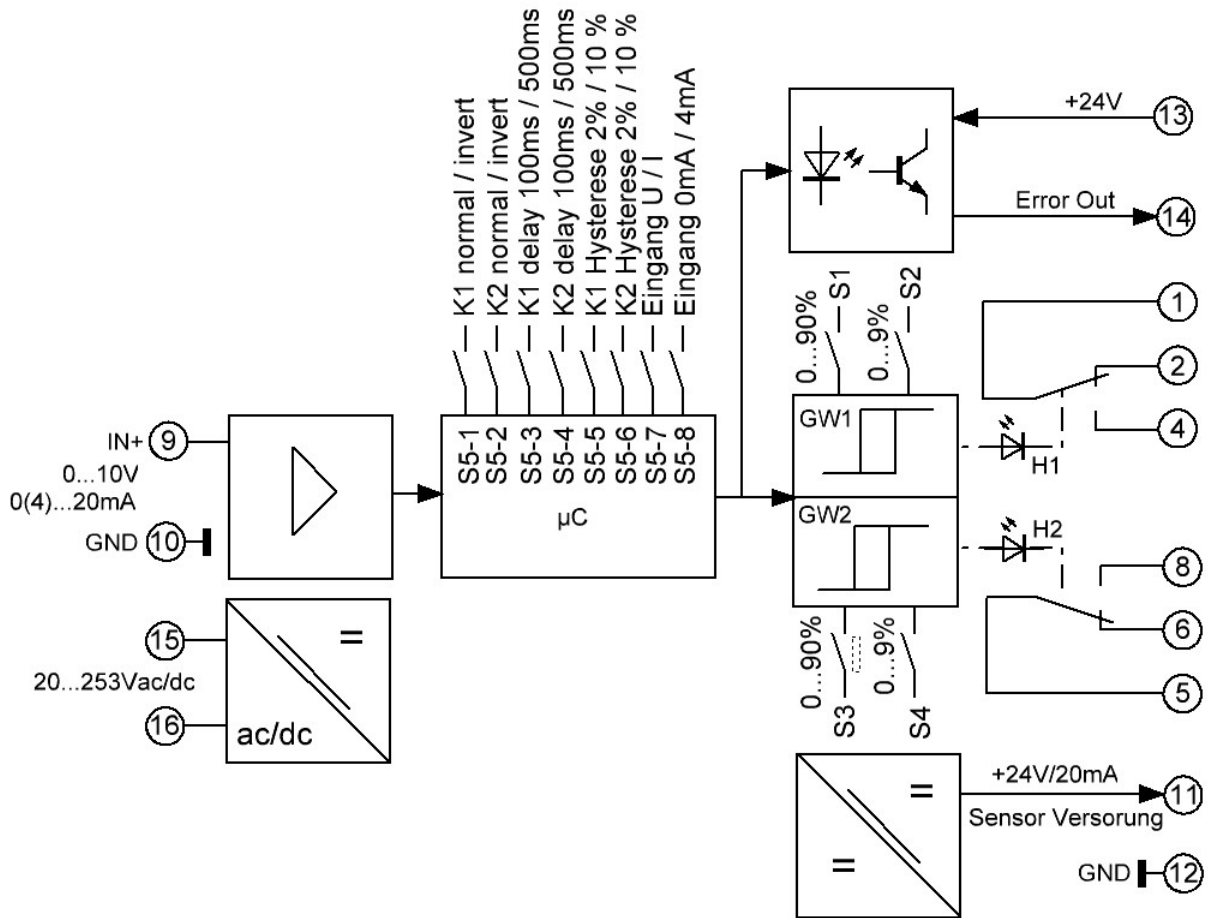 K1 normal / invert
K2 normal / invert
K1 delay 100ms / 500ms
K2 delay 100ms / 500ms
K1 Hysterese 2% / 10 %
K2 Hysterese 2% / 10 %
Eingang U / I
Eingang 0mA / 4mA
S5-1
S5-2
S5-3
S5-4
S5-5
S5-6
S5-7
S5-8
µC
IN+ 9
0...10V
0(4)...20mA
GND 10
15
20...253Vac/dc
16
=
ac/dc
+24V 13
Error Out 14
S1
S2
0...90%
0...9%
GW1
GW2
H1
H2
1
2
4
8
6
5
0...90%
0...9%
S3
S4
=
=
+24V/20mA
11
Sensor Versorung
GND 12